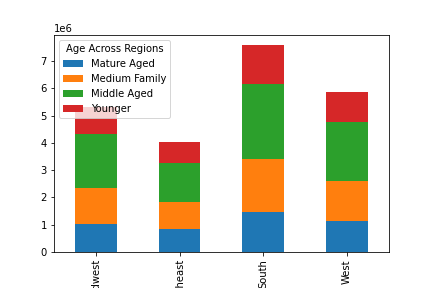 1e6
Age Across Regions
Mature Aged
Medium Family
Middle Aged
Younger
7
6
5
4
3
2
1
0
dwest
heast
South
West